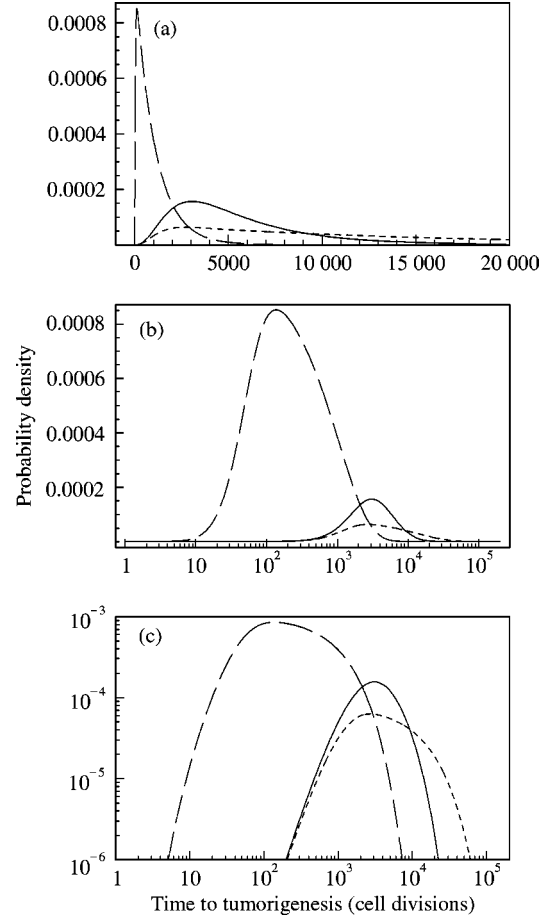 (a)
0.0008
0.0006
0.0004
0.0002
0 5000 10 000 15 000 20 000
(b)
0.0008
0.0006
0.0004
0.0002
1 10 10² 10³ 10⁴ 10⁵
Probability density
(c)
10⁻³
10⁻⁴
10⁻⁵
10⁻⁶
1 10 10² 10³ 10⁴ 10⁵
Time to tumorigenesis (cell divisions)